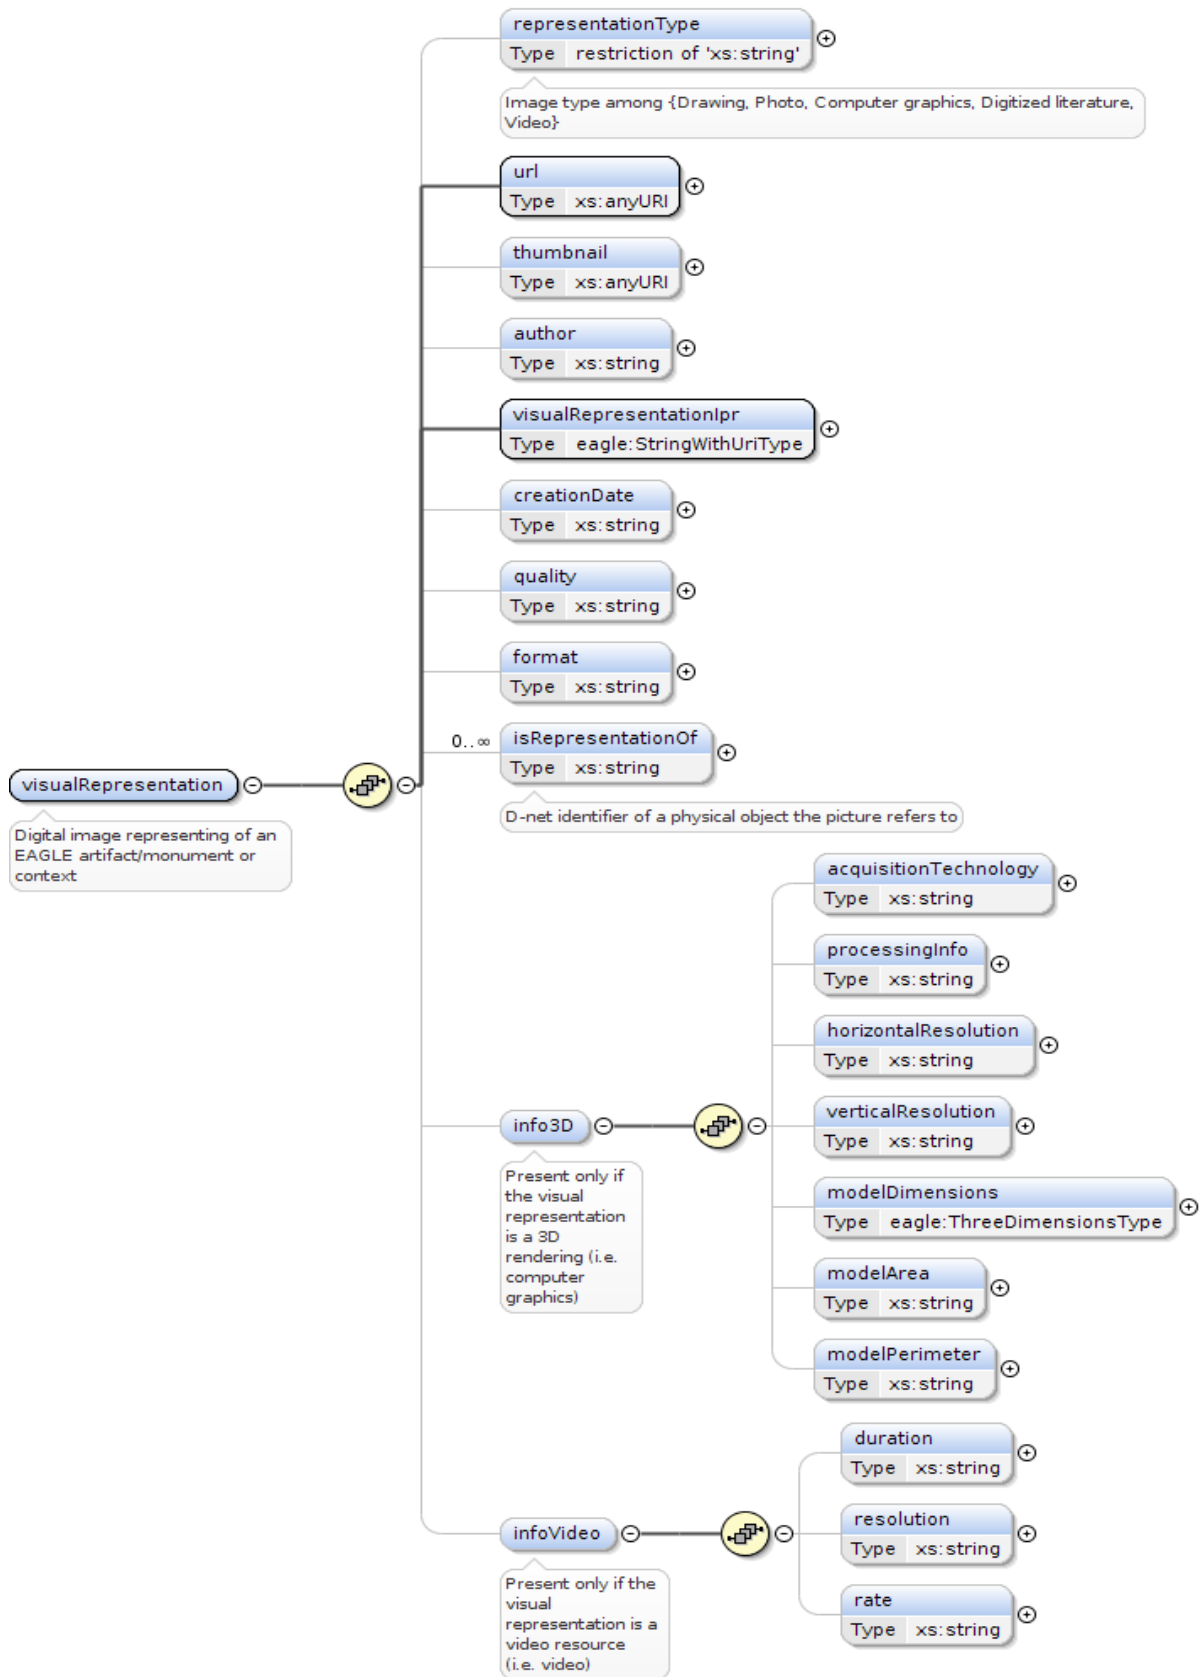 representationType
Type restriction of 'xs:string'
Image type among {Drawing, Photo, Computer graphics, Digitized literature,
Video}
url
Type xs:anyURI
thumbnail
Type xs:anyURI
author
Type xs:string
visualRepresentationIpr
Type eagle:StringWithUriType
creationDate
Type xs:string
quality
Type xs:string
format
Type xs:string
0..∞
isRepresentationOf
Type xs:string
D-net identifier of a physical object the picture refers to
visualRepresentation
Digital image representing of an
EAGLE artifact/monument or
context
acquisitionTechnology
Type xs:string
processingInfo
Type xs:string
horizontalResolution
Type xs:string
info3D
Present only if
the visual
representation
is a 3D
rendering (i.e.
computer
graphics)
verticalResolution
Type xs:string
modelDimensions
Type eagle:ThreeDimensionsType
modelArea
Type xs:string
modelPerimeter
Type xs:string
infoVideo
Present only if the
visual
representation is a
video resource
(i.e. video)
duration
Type xs:string
resolution
Type xs:string
rate
Type xs:string